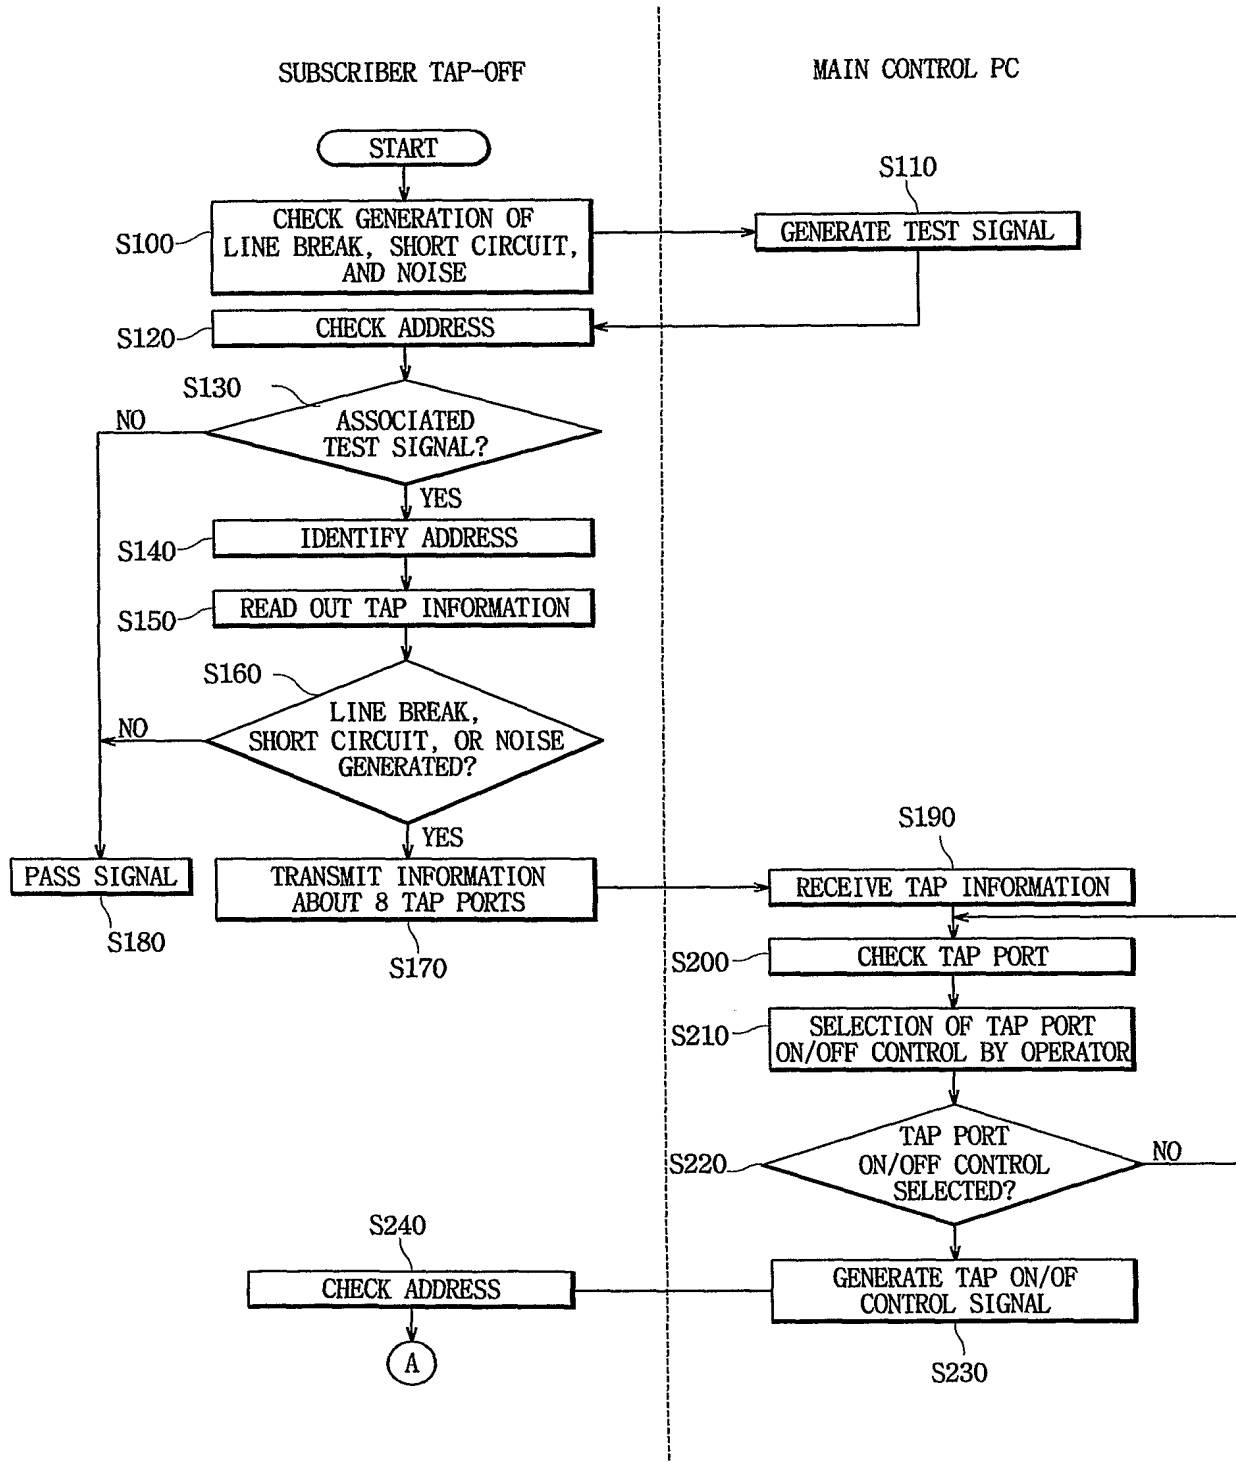 SUBSCRIBER TAP-OFF
MAIN CONTROL PC
START
S100
CHECK GENERATION OF
LINE BREAK, SHORT CIRCUIT,
AND NOISE
S110
GENERATE TEST SIGNAL
S120
CHECK ADDRESS
S130
NO
ASSOCIATED
TEST SIGNAL?
YES
S140
IDENTIFY ADDRESS
S150
READ OUT TAP INFORMATION
S160
NO
LINE BREAK,
SHORT CIRCUIT, OR NOISE
GENERATED?
YES
PASS SIGNAL
S180
TRANSMIT INFORMATION
ABOUT 8 TAP PORTS
S170
S190
RECEIVE TAP INFORMATION
S200
CHECK TAP PORT
S210
SELECTION OF TAP PORT
ON/OFF CONTROL BY OPERATOR
S220
TAP PORT
ON/OFF CONTROL
SELECTED?
NO
S240
CHECK ADDRESS
GENERATE TAP ON/OF
CONTROL SIGNAL
S230
A